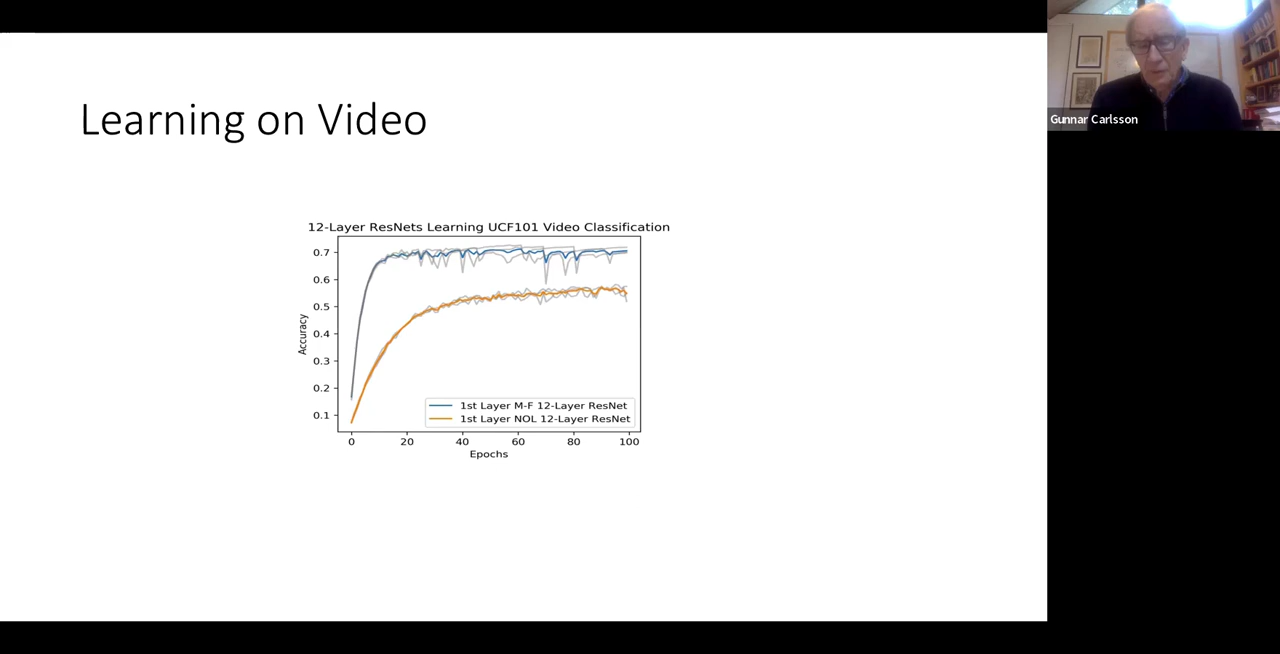 Learning on Video
12-Layer ResNets Learning UCF101 Video Classification
Accuracy
0.7
0.6
0.5
0.4
0.3
0.2
0.1
1st Layer M-F 12-Layer ResNet
1st Layer NOL 12-Layer ResNet
0 20 40 60 80 100
Epochs
Gunnar Carlsson